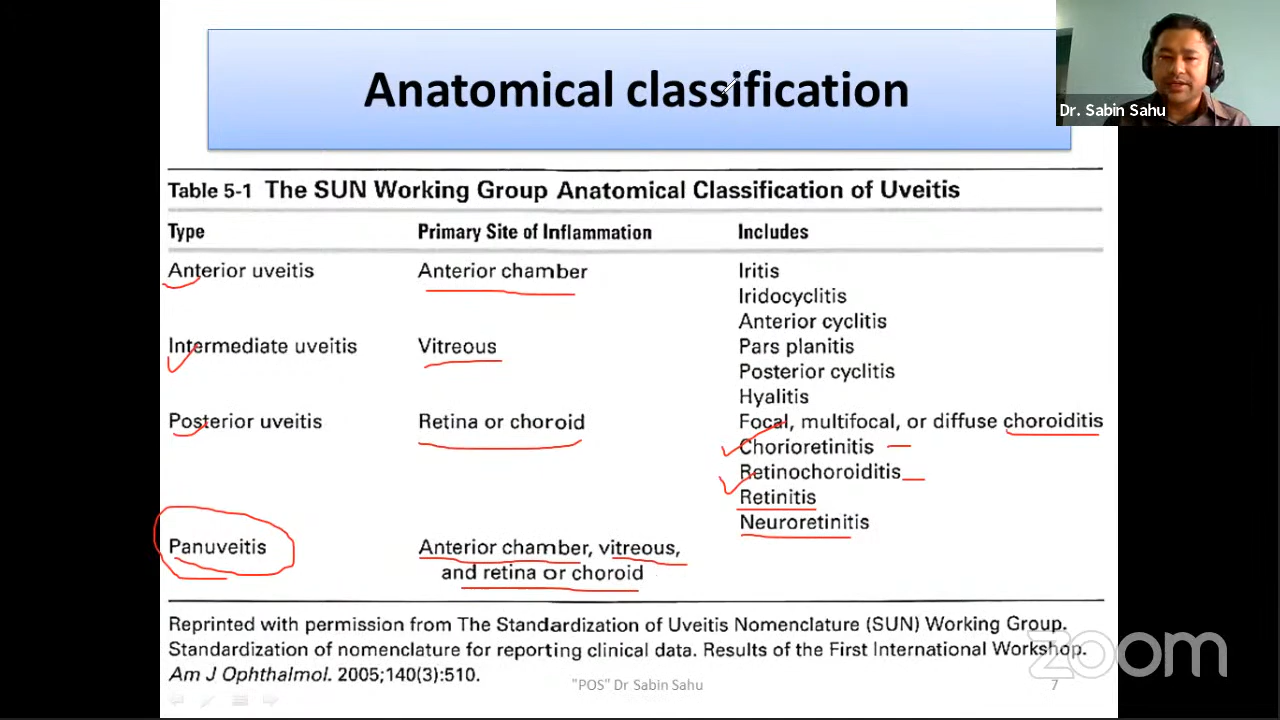 Anatomical classification
Dr. Sabin Sahu
Table 5-1 The SUN Working Group Anatomical Classification of Uveitis
Type Primary Site of Inflammation Includes
Anterior uveitis Anterior chamber Iritis
Iridocyclitis
Anterior cyclitis
Intermediate uveitis Vitreous Pars planitis
Posterior cyclitis
Hyalitis
Posterior uveitis Retina or choroid Focal, multifocal, or diffuse choroiditis
Chorioretinitis
Retinochoroiditis
Retinitis
Neuroretinitis
Panuveitis Anterior chamber, vitreous,
and retina or choroid
Reprinted with permission from The Standardization of Uveitis Nomenclature (SUN) Working Group.
Standardization of nomenclature for reporting clinical data. Results of the First International Workshop.
Am J Ophthalmol. 2005;140(3):510.
"POS" Dr Sabin Sahu 7
zoom